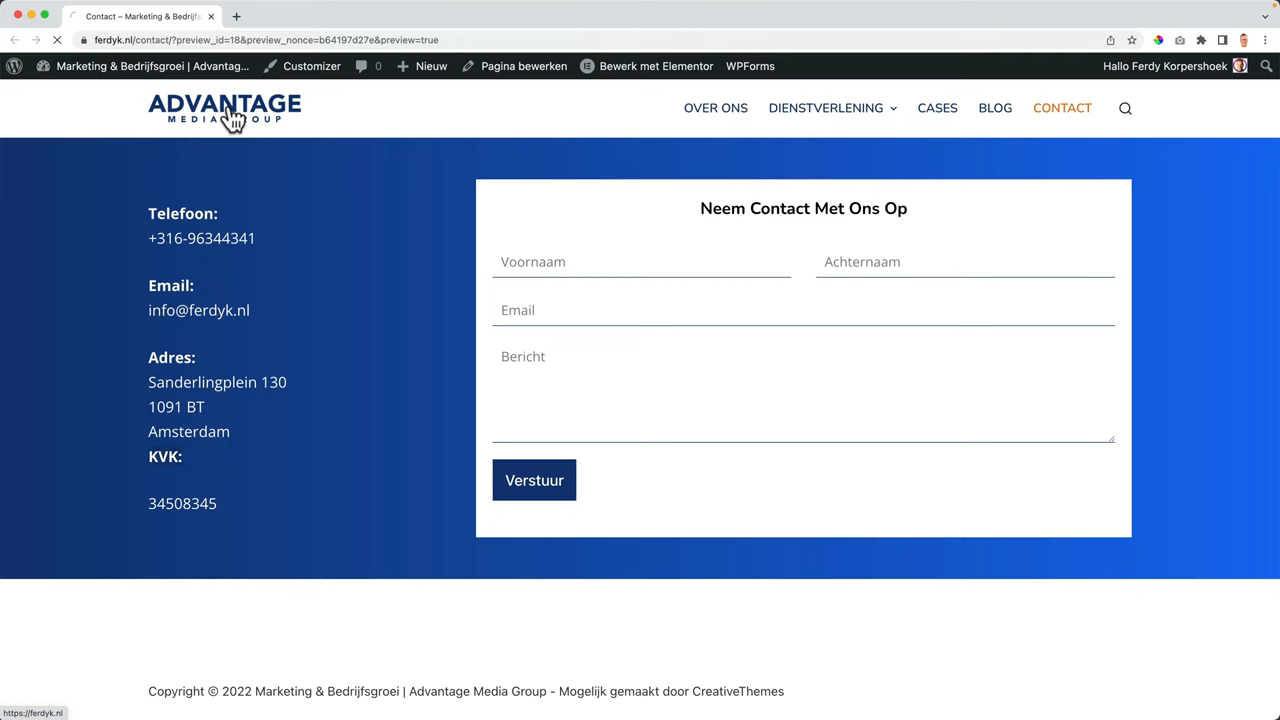 Contact – Marketing & Bedrijfs
ferdyk.nl/contact/?preview_id=18&preview_nonce=b64197d27e&preview=true
Marketing & Bedrijfsgroei | Advantag... Customizer 0 Nieuw Pagina bewerken Bewerk met Elementor WPForms Hallo Ferdy Korpershoek
ADVANTAGE
OVER ONS DIENSTVERLENING CASES BLOG CONTACT
Telefoon:
+316-96344341
Email:
info@ferdyk.nl
Adres:
Sanderlingplein 130
1091 BT
Amsterdam
KVK:
34508345
Neem Contact Met Ons Op
Voornaam Achternaam
Email
Bericht
Verstuur
Copyright © 2022 Marketing & Bedrijfsgroei | Advantage Media Group - Mogelijk gemaakt door CreativeThemes
https://ferdyk.nl